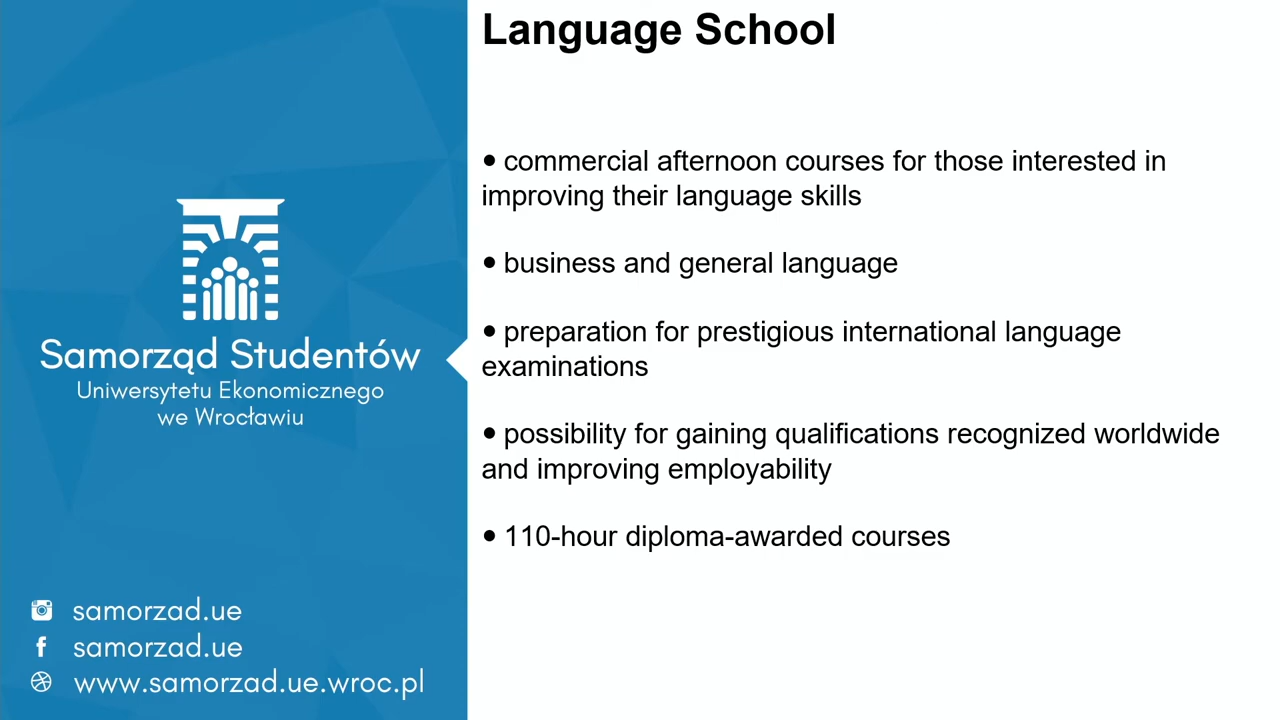 Language School
• commercial afternoon courses for those interested in
improving their language skills
• business and general language
• preparation for prestigious international language
examinations
• possibility for gaining qualifications recognized worldwide
and improving employability
• 110-hour diploma-awarded courses
Samorząd Studentów
Uniwersytetu Ekonomicznego
we Wrocławiu
samorzad.ue
samorzad.ue
www.samorzad.ue.wroc.pl